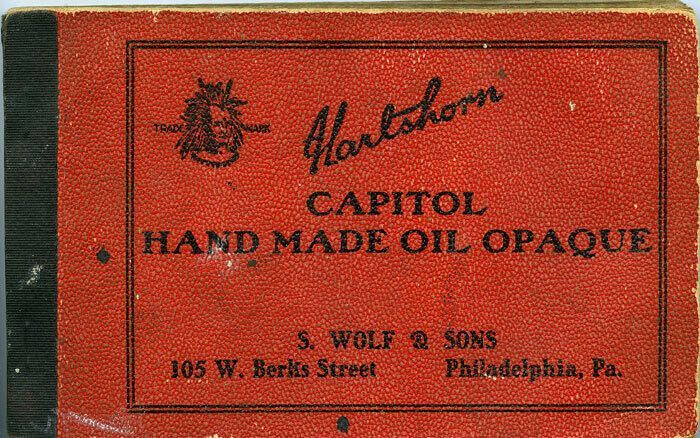 TRADE MARK
Hartshorn
CAPITOL
HAND MADE OIL OPAQUE
S. WOLF & SONS
105 W. Berks Street Philadelphia, Pa.